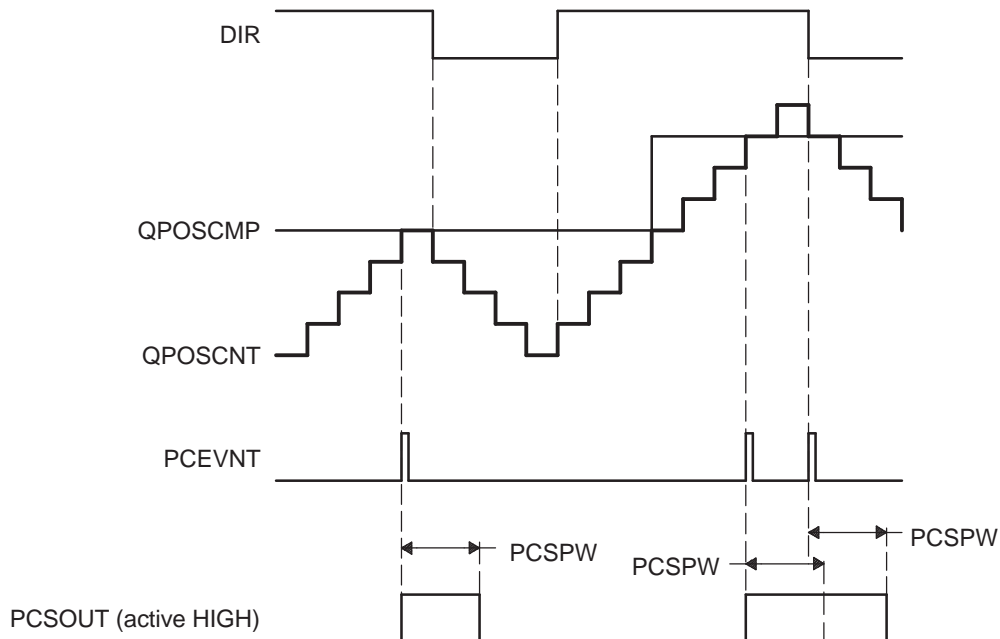 DIR
QPOSCMP
QPOSCNT
PCEVNT
PCSPW
PCSPW
PCSPW
PCSOUT (active HIGH)